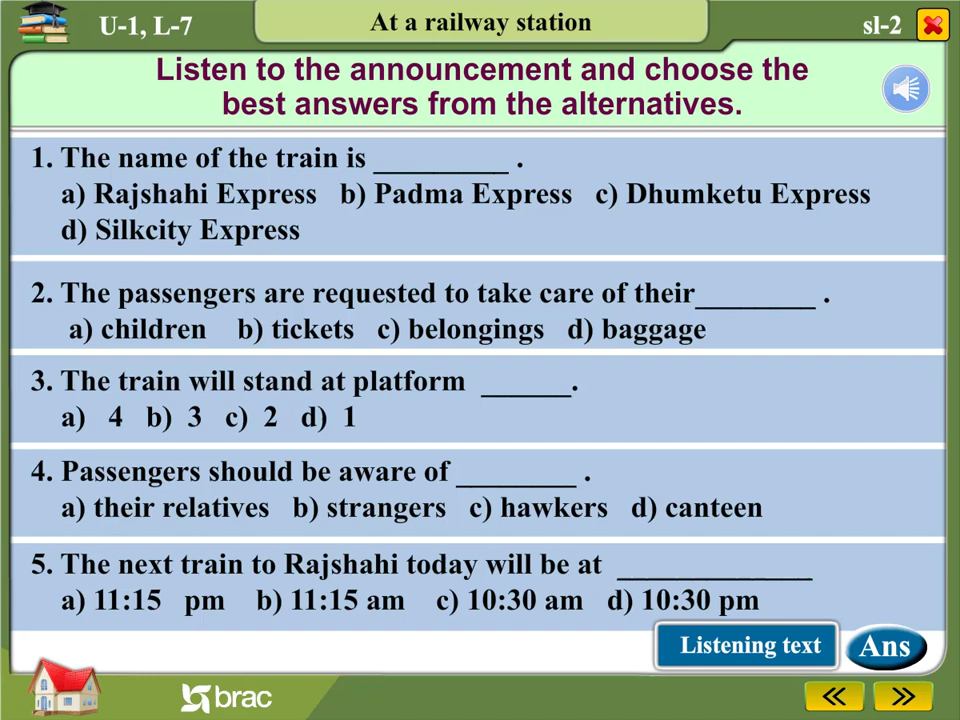 U-1, L-7
At a railway station
sl-2
Listen to the announcement and choose the
best answers from the alternatives.
1. The name of the train is _________ .
a) Rajshahi Express b) Padma Express c) Dhumketu Express
d) Silkcity Express
2. The passengers are requested to take care of their________ .
a) children b) tickets c) belongings d) baggage
3. The train will stand at platform ______.
a) 4 b) 3 c) 2 d) 1
4. Passengers should be aware of ________ .
a) their relatives b) strangers c) hawkers d) canteen
5. The next train to Rajshahi today will be at _____________
a) 11:15 pm b) 11:15 am c) 10:30 am d) 10:30 pm
Listening text
Ans
brac